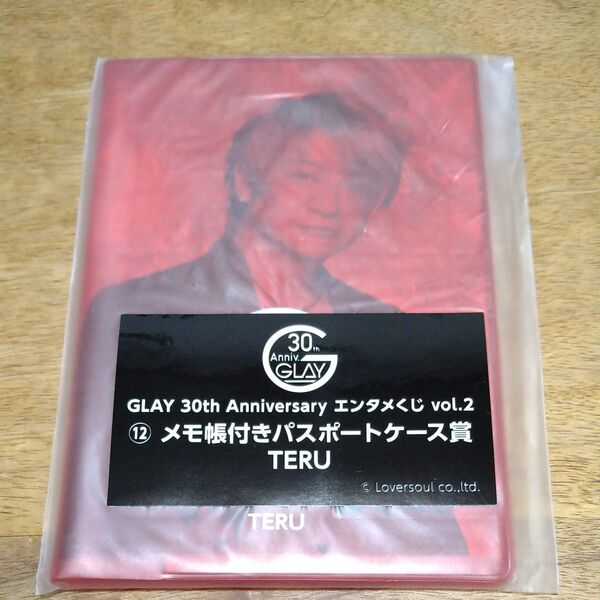 30th
Anniv.
GLAY
GLAY 30th Anniversary エンタメくじ vol.2
⑫ メモ帳付きパスポートケース賞
TERU
© Loversoul co.,ltd.
TERU